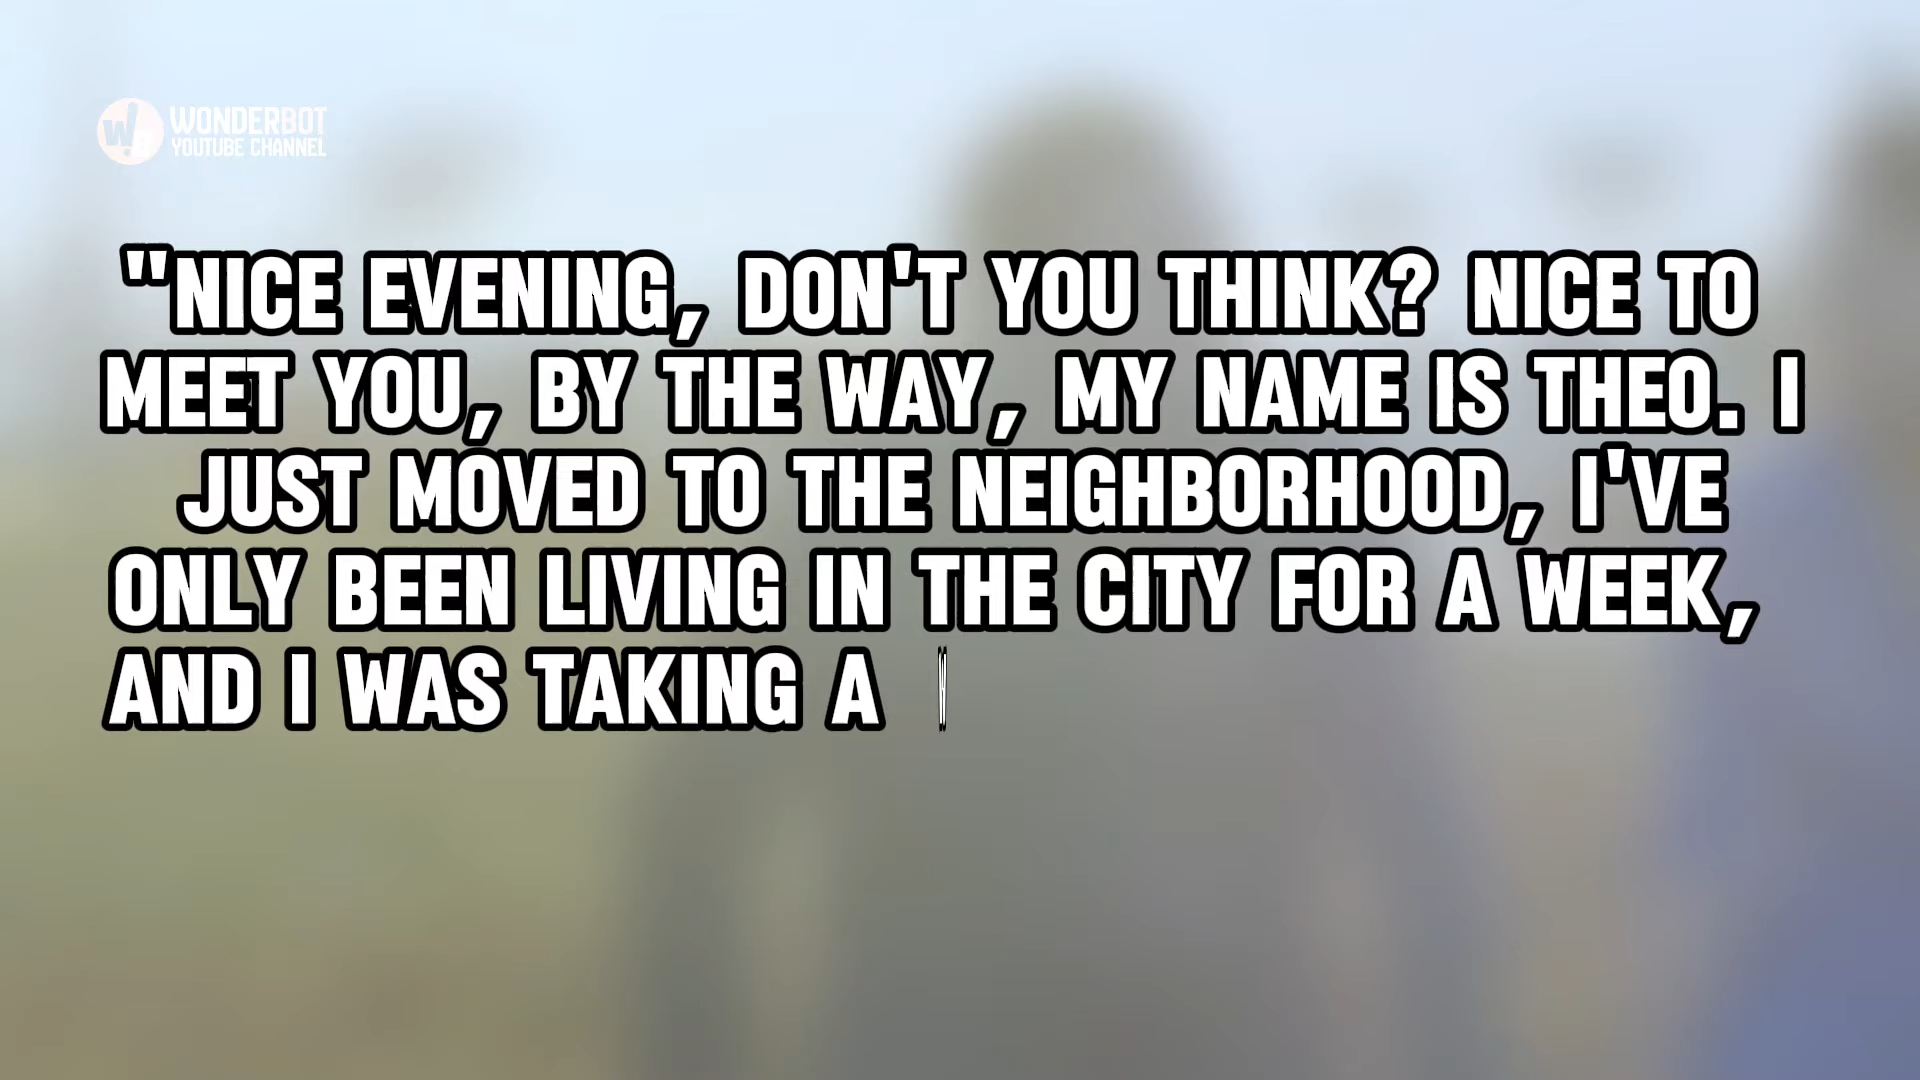 WONDERBOT
YOUTUBE CHANNEL
"NICE EVENING, DON'T YOU THINK? NICE TO
MEET YOU, BY THE WAY, MY NAME IS THEO. I
JUST MOVED TO THE NEIGHBORHOOD, I'VE
ONLY BEEN LIVING IN THE CITY FOR A WEEK,
AND I WAS TAKING A